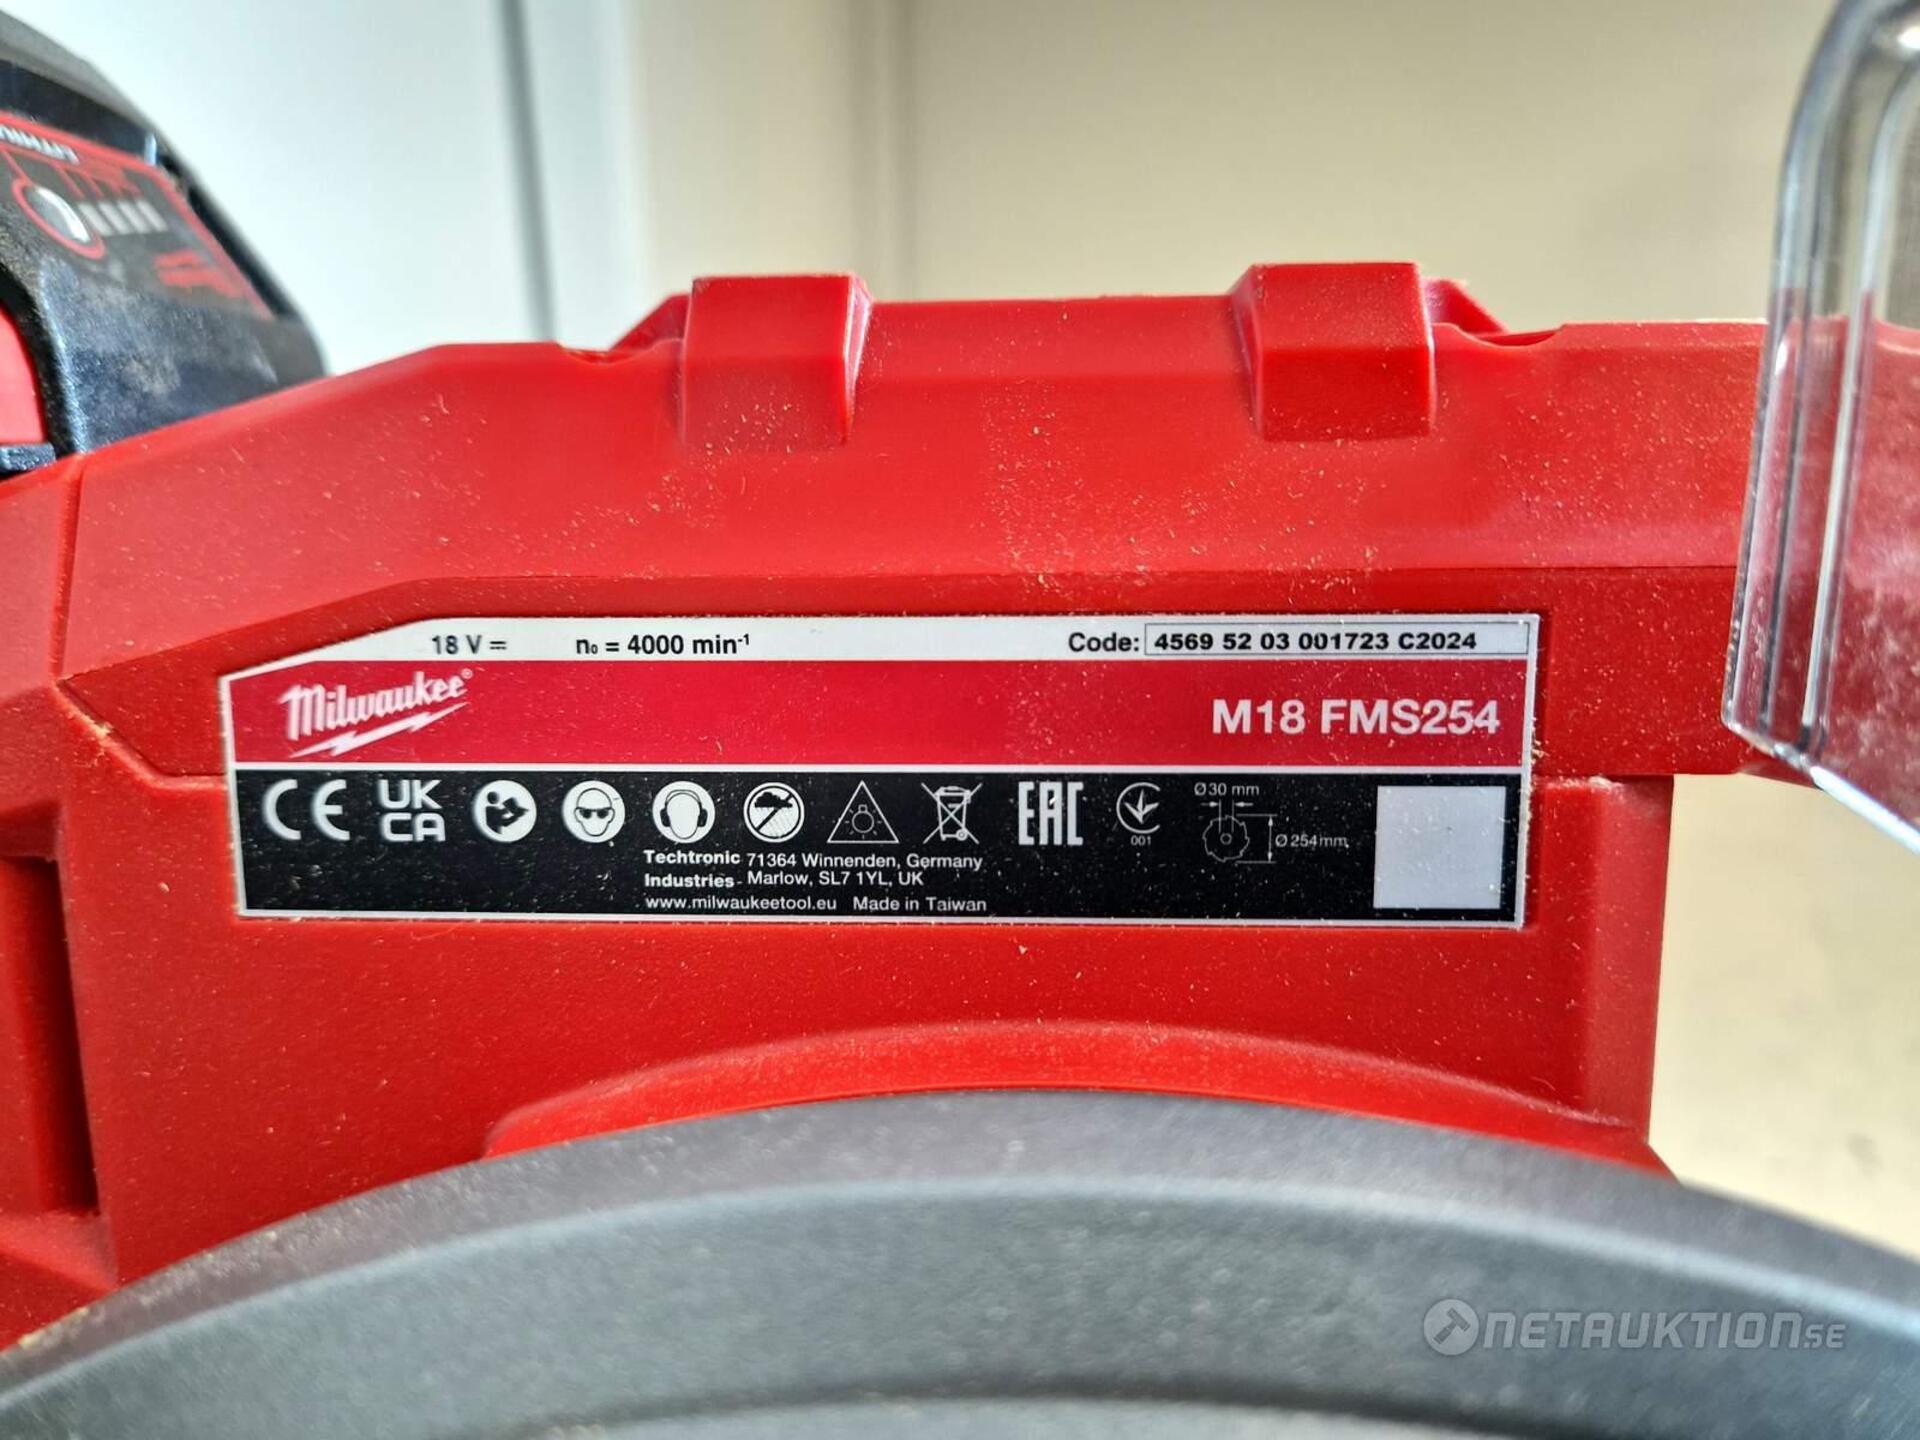 18 V n₀ = 4000 min⁻¹ Code: 4569 52 03 001723 C2024
Milwaukee®
M18 FMS254
CE UK CA EAC 001 Ø30 mm
Ø254mm
Techtronic 71364 Winnenden, Germany
Industries Marlow, SL7 1YL, UK
www.milwaukeetool.eu Made in Taiwan
NETAUKTION.SE